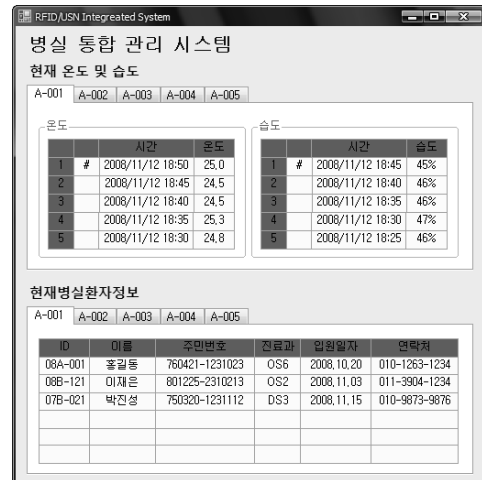 RFID/USN Integreated System
병실 통합 관리 시스템
현재 온도 및 습도
A-001 A-002 A-003 A-004 A-005
온도
시간 온도
1 # 2008/11/12 18:50 25,0
2 2008/11/12 18:45 24,5
3 2008/11/12 18:40 24,5
4 2008/11/12 18:35 25,3
5 2008/11/12 18:30 24,8
습도
시간 습도
1 # 2008/11/12 18:45 45%
2 2008/11/12 18:40 46%
3 2008/11/12 18:35 46%
4 2008/11/12 18:30 47%
5 2008/11/12 18:25 46%
현재병실환자정보
A-001 A-002 A-003 A-004 A-005
ID 이름 주민번호 진료과 입원일자 연락처
08A-001 홍길동 760421-1231023 OS6 2008,10,20 010-1263-1234
08B-121 이재은 801225-2310213 OS2 2008,11,03 011-3904-1234
07B-021 박진성 750320-1231112 DS3 2008,11,15 010-9873-9876